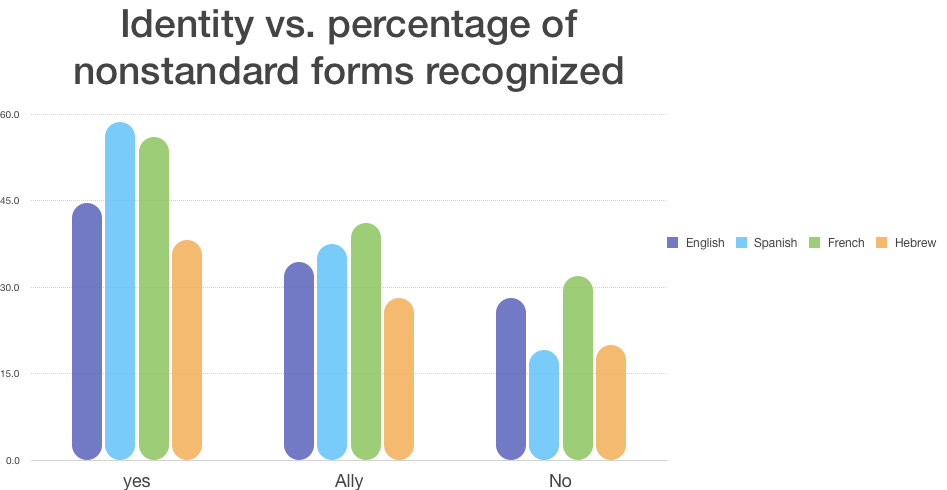 Identity vs. percentage of
nonstandard forms recognized
60.0
45.0
30.0
15.0
0.0
yes Ally No
English Spanish French Hebrew